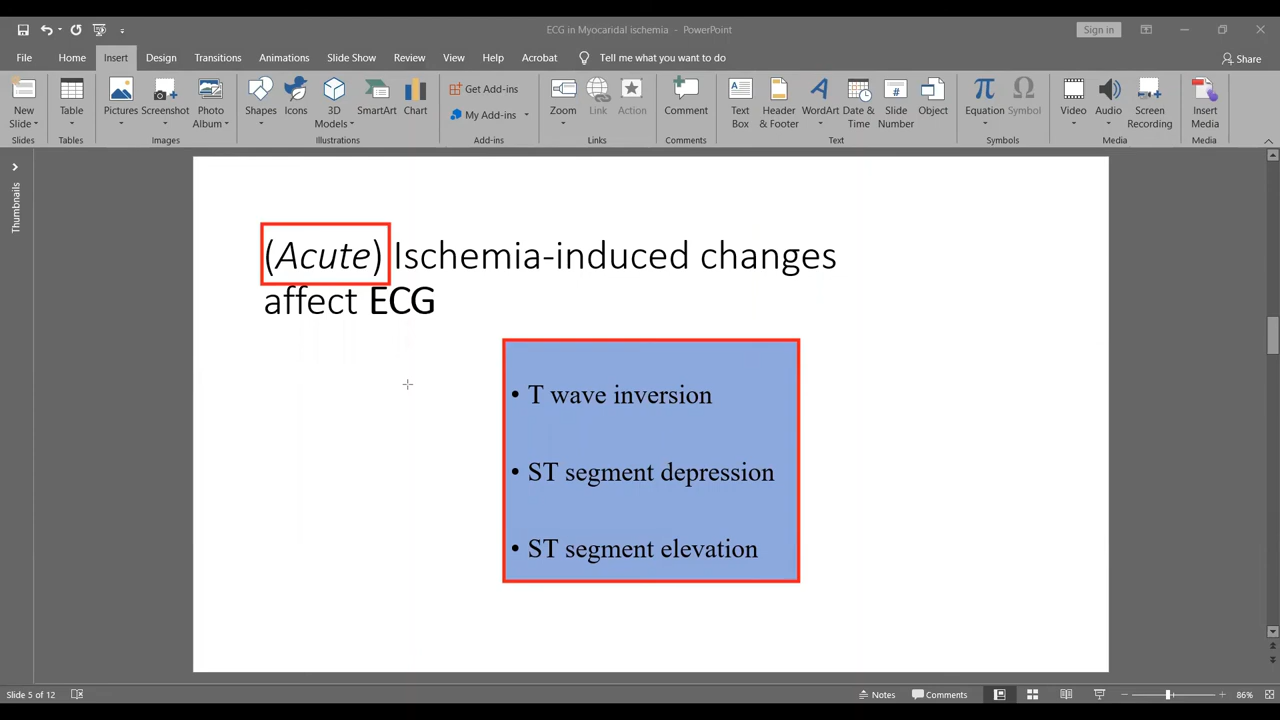 ECG in Myocaridal ischemia - PowerPoint
Sign in
File Home Insert Design Transitions Animations Slide Show Review View Help Acrobat Tell me what you want to do
Share
New Slide
Table
Pictures
Screenshot
Photo Album
Shapes
Icons
3D Models
SmartArt
Chart
Get Add-ins
My Add-ins
Zoom
Link
Action
Comment
Text Box
Header & Footer
WordArt
Date & Time
Slide Number
Object
Equation
Symbol
Video
Audio
Screen Recording
Insert Media
Slides
Tables
Images
Illustrations
Add-ins
Links
Comments
Text
Symbols
Media
Media
Thumbnails
(Acute) Ischemia-induced changes
affect ECG
• T wave inversion
• ST segment depression
• ST segment elevation
Slide 5 of 12
Notes
Comments
86%